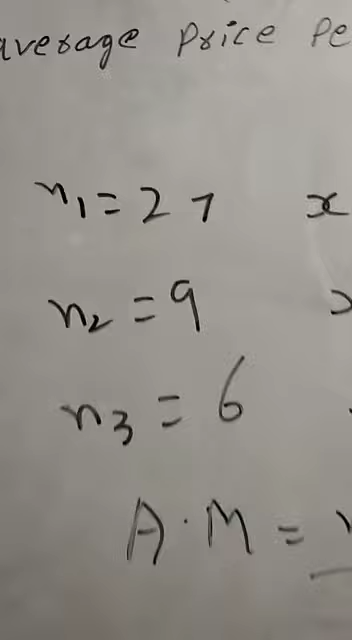 average Price Pe
n₁ = 27 x
n₂ = 9
n₃ = 6
A.M =